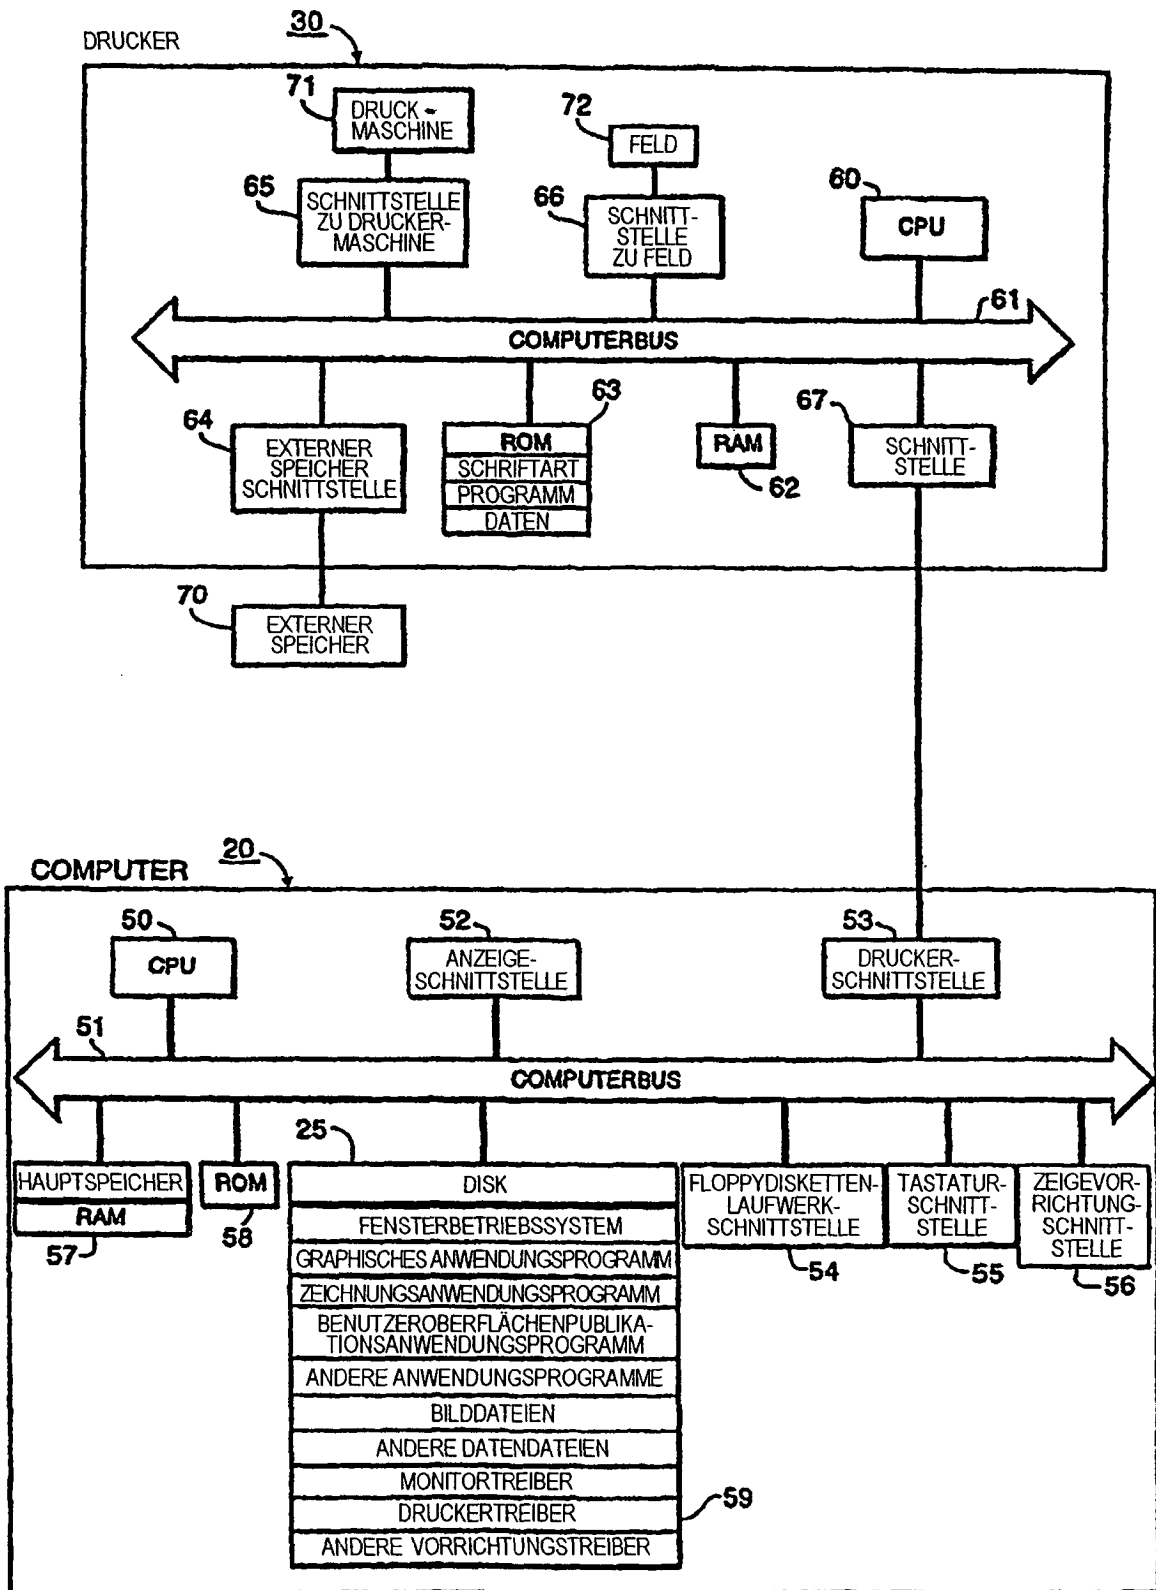 DRUCKER
30
71
DRUCK-
MASCHINE
72
FELD
65
SCHNITTSTELLE
ZU DRUCKER-
MASCHINE
66
SCHNITT-
STELLE
ZU FELD
60
CPU
61
COMPUTERBUS
64
EXTERNER
SPEICHER
SCHNITTSTELLE
63
ROM
SCHRIFTART
PROGRAMM
DATEN
RAM
62
67
SCHNITT-
STELLE
70
EXTERNER
SPEICHER
COMPUTER
20
50
CPU
52
ANZEIGE-
SCHNITTSTELLE
53
DRUCKER-
SCHNITTSTELLE
51
COMPUTERBUS
HAUPTSPEICHER
RAM
57
ROM
58
25
DISK
FENSTERBETRIEBSSYSTEM
GRAPHISCHES ANWENDUNGSPROGRAMM
ZEICHNUNGSANWENDUNGSPROGRAMM
BENUTZEROBERFLÄCHENPUBLIKA-
TIONSANWENDUNGSPROGRAMM
ANDERE ANWENDUNGSPROGRAMME
BILDDATEIEN
ANDERE DATENDATEIEN
MONITORTREIBER
DRUCKERTREIBER
ANDERE VORRICHTUNGSTREIBER
59
FLOPPYDISKETTEN-
LAUFWERK-
SCHNITTSTELLE
54
TASTATUR-
SCHNITT-
STELLE
55
ZEIGEVOR-
RICHTUNG-
SCHNITT-
STELLE
56